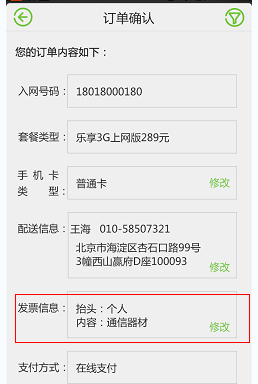 订单确认
您的订单内容如下：
入网号码： 18018000180
套餐类型： 乐享3G上网版289元
手机卡
类型： 普通卡
修改
配送信息： 王海 010-58507321
北京市海淀区杏石口路99号
3幢西山赢府D座100093
修改
发票信息： 抬头：个人
内容：通信器材
修改
支付方式： 在线支付